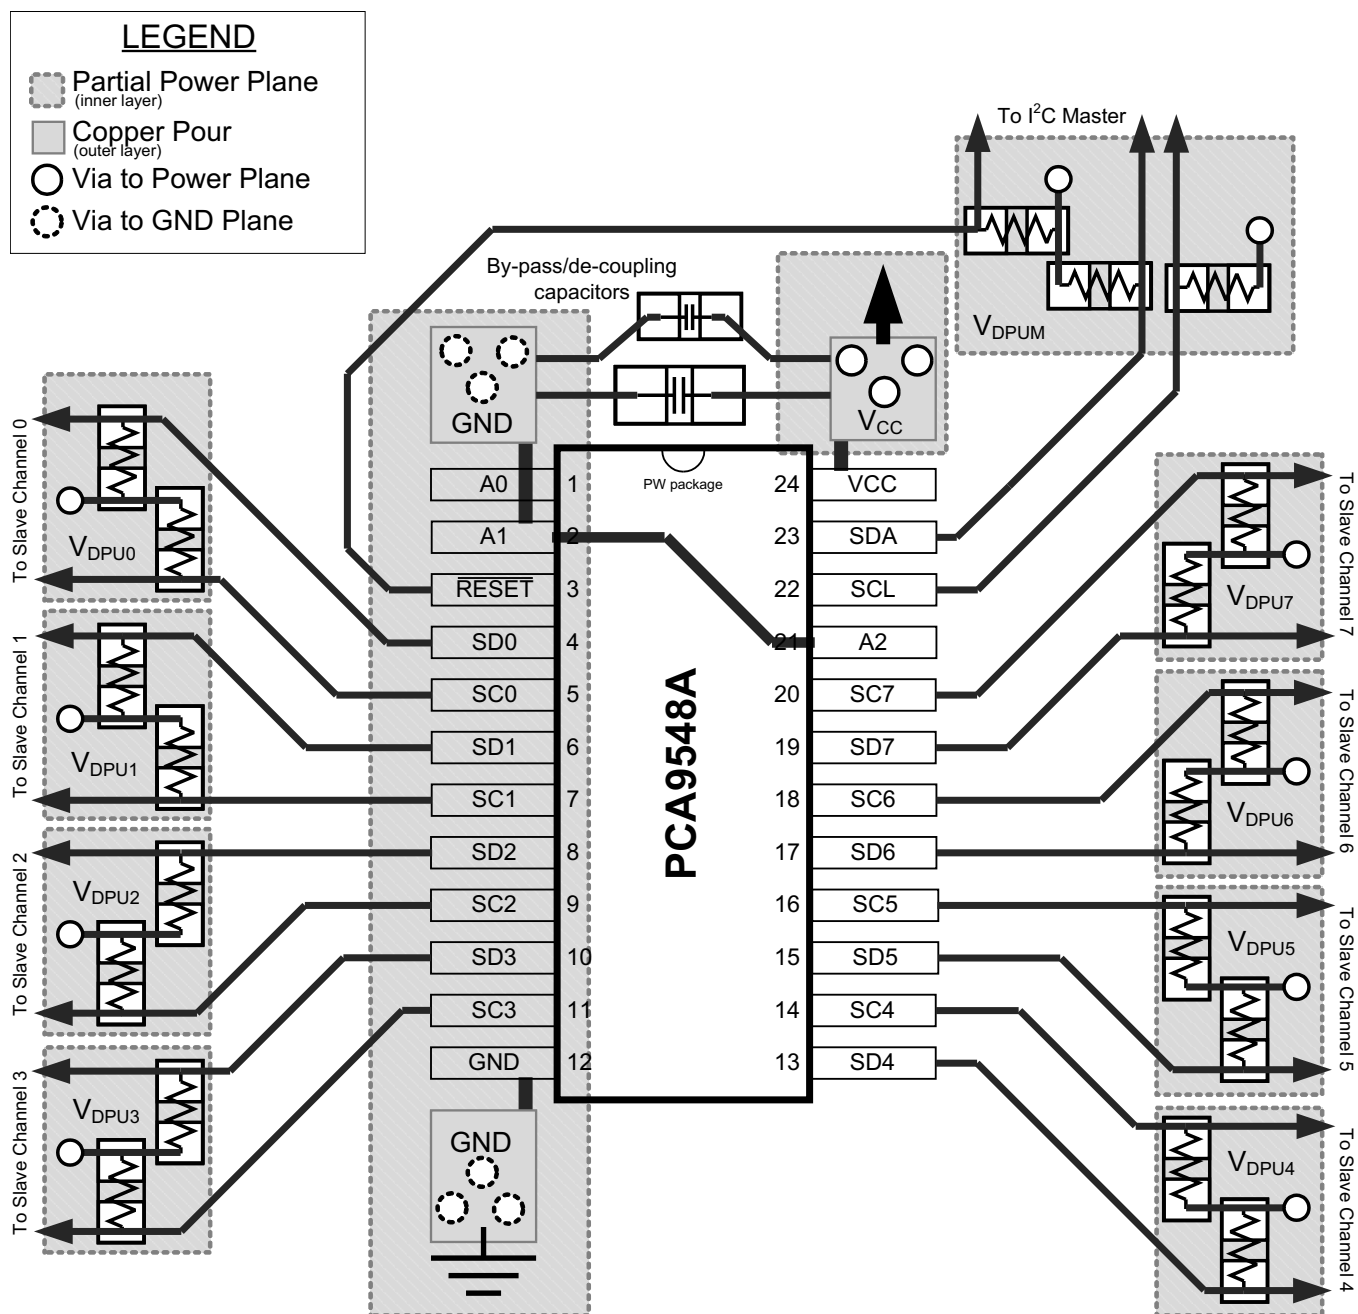 LEGEND
Partial Power Plane
(inner layer)
Copper Pour
(outer layer)
Via to Power Plane
Via to GND Plane
To I²C Master
By-pass/de-coupling
capacitors
VDPUM
GND
VCC
PW package
PCA9548A
A0 1
A1 2
RESET 3
SD0 4
SC0 5
SD1 6
SC1 7
SD2 8
SC2 9
SD3 10
SC3 11
GND 12
GND
24 VCC
23 SDA
22 SCL
21 A2
20 SC7
19 SD7
18 SC6
17 SD6
16 SC5
15 SD5
14 SC4
13 SD4
To Slave Channel 0
VDPU0
To Slave Channel 1
VDPU1
To Slave Channel 2
VDPU2
To Slave Channel 3
VDPU3
To Slave Channel 7
VDPU7
To Slave Channel 6
VDPU6
To Slave Channel 5
VDPU5
To Slave Channel 4
VDPU4